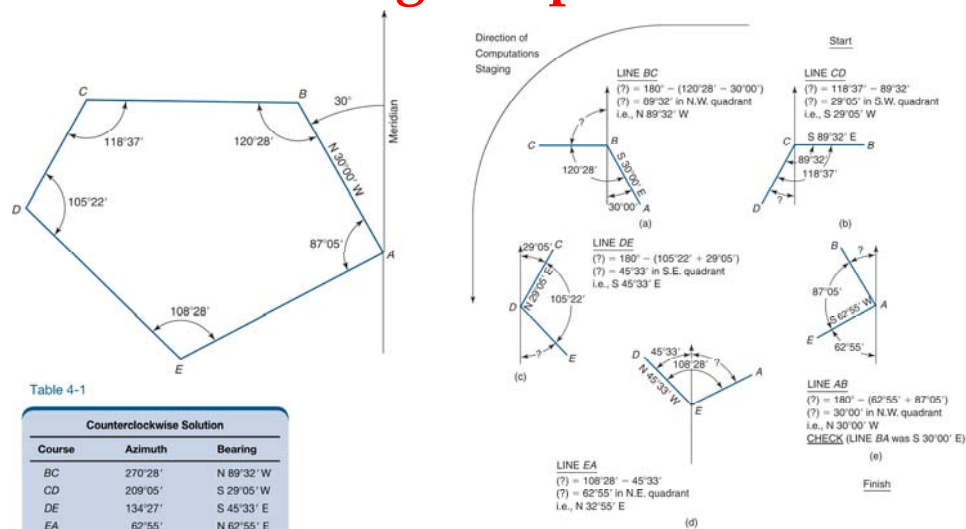 C
B
30°
Meridian
118°37'
120°28'
N 30°00' W
105°22'
D
87°05'
A
108°28'
E
Table 4-1
Counterclockwise Solution
Course Azimuth Bearing
BC 270°28' N 89°32' W
CD 209°05' S 29°05' W
DE 134°27' S 45°33' E
EA 62°55' N 62°55' E
Direction of
Computations
Staging
Start
LINE BC
(?) = 180° − (120°28' − 30°00')
(?) = 89°32' in N.W. quadrant
i.e., N 89°32' W
?
C
B
120°28'
S 30°00' E
30°00'
A
(a)
LINE CD
(?) = 118°37' − 89°32'
(?) = 29°05' in S.W. quadrant
i.e., S 29°05' W
S 89°32' E
C
B
89°32'
118°37'
?
D
(b)
29°05'
C
N 29°05' E
105°22'
D
?
E
(c)
LINE DE
(?) = 180° − (105°22' + 29°05')
(?) = 45°33' in S.E. quadrant
i.e., S 45°33' E
D
45°33'
?
108°28'
N 45°33' W
A
E
LINE EA
(?) = 108°28' − 45°33'
(?) = 62°55' in N.E. quadrant
i.e., N 32°55' E
(d)
B
?
87°05'
A
S 62°55' W
E
62°55'
LINE AB
(?) = 180° − (62°55' + 87°05')
(?) = 30°00' in N.W. quadrant
i.e., N 30°00' W
CHECK (LINE BA was S 30°00' E)
(e)
Finish